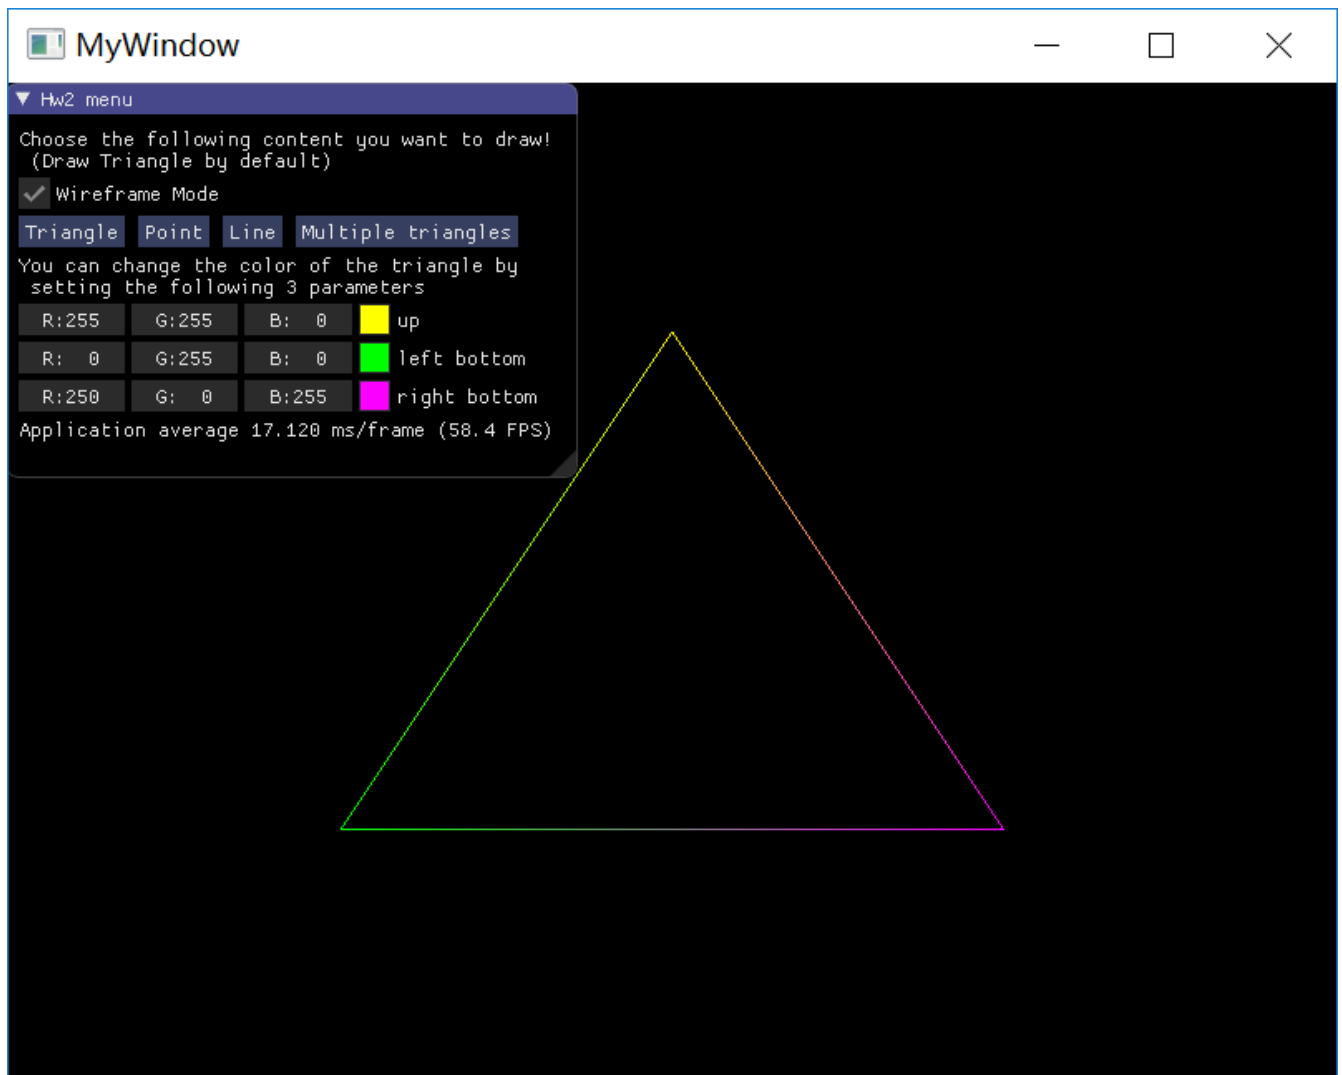 MyWindow
Hw2 menu
Choose the following content you want to draw!
(Draw Triangle by default)
Wireframe Mode
Triangle Point Line Multiple triangles
You can change the color of the triangle by
setting the following 3 parameters
R:255 G:255 B: 0 up
R: 0 G:255 B: 0 left bottom
R:250 G: 0 B:255 right bottom
Application average 17.120 ms/frame (58.4 FPS)